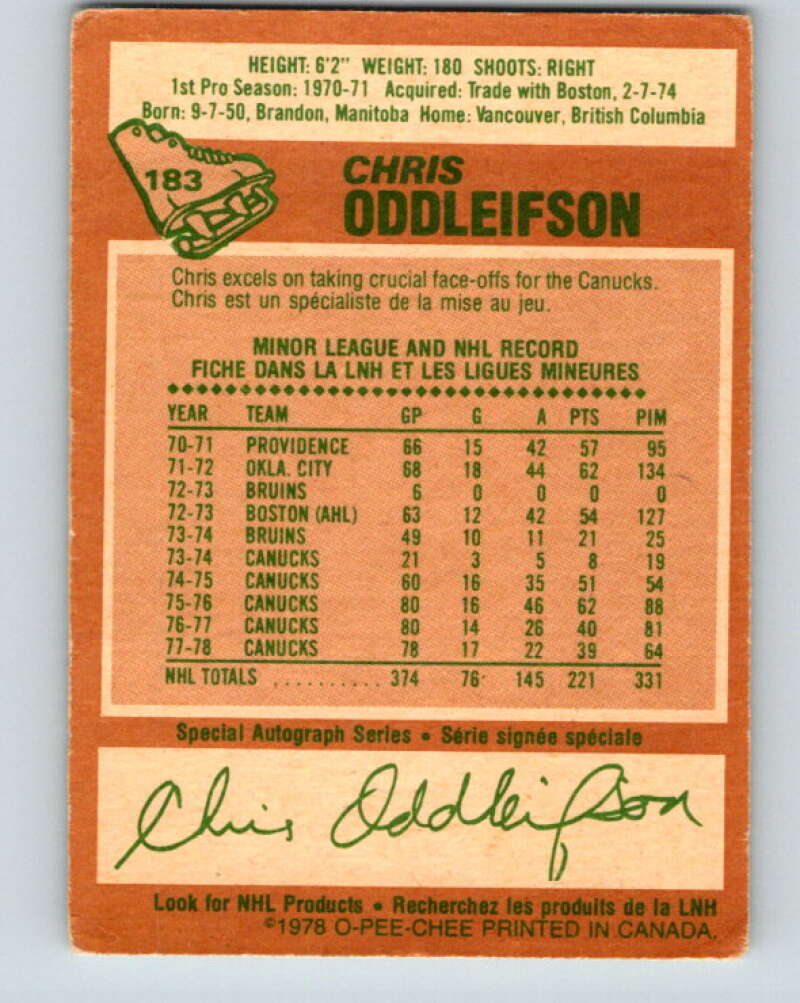 HEIGHT: 6'2" WEIGHT: 180 SHOOTS: RIGHT
1st Pro Season: 1970-71 Acquired: Trade with Boston, 2-7-74
Born: 9-7-50, Brandon, Manitoba Home: Vancouver, British Columbia
183
CHRIS
ODDLEIFSON
Chris excels on taking crucial face-offs for the Canucks.
Chris est un spécialiste de la mise au jeu.
MINOR LEAGUE AND NHL RECORD
FICHE DANS LA LNH ET LES LIGUES MINEURES
YEAR TEAM GP G A PTS PIM
70-71 PROVIDENCE 66 15 42 57 95
71-72 OKLA. CITY 68 18 44 62 134
72-73 BRUINS 6 0 0 0 0
72-73 BOSTON (AHL) 63 12 42 54 127
73-74 BRUINS 49 10 11 21 25
73-74 CANUCKS 21 3 5 8 19
74-75 CANUCKS 60 16 35 51 54
75-76 CANUCKS 80 16 46 62 88
76-77 CANUCKS 80 14 26 40 81
77-78 CANUCKS 78 17 22 39 64
NHL TOTALS .......... 374 76 145 221 331
Special Autograph Series • Série signée spéciale
Chris Oddleifson
Look for NHL Products • Recherchez les produits de la LNH
©1978 O-PEE-CHEE PRINTED IN CANADA.